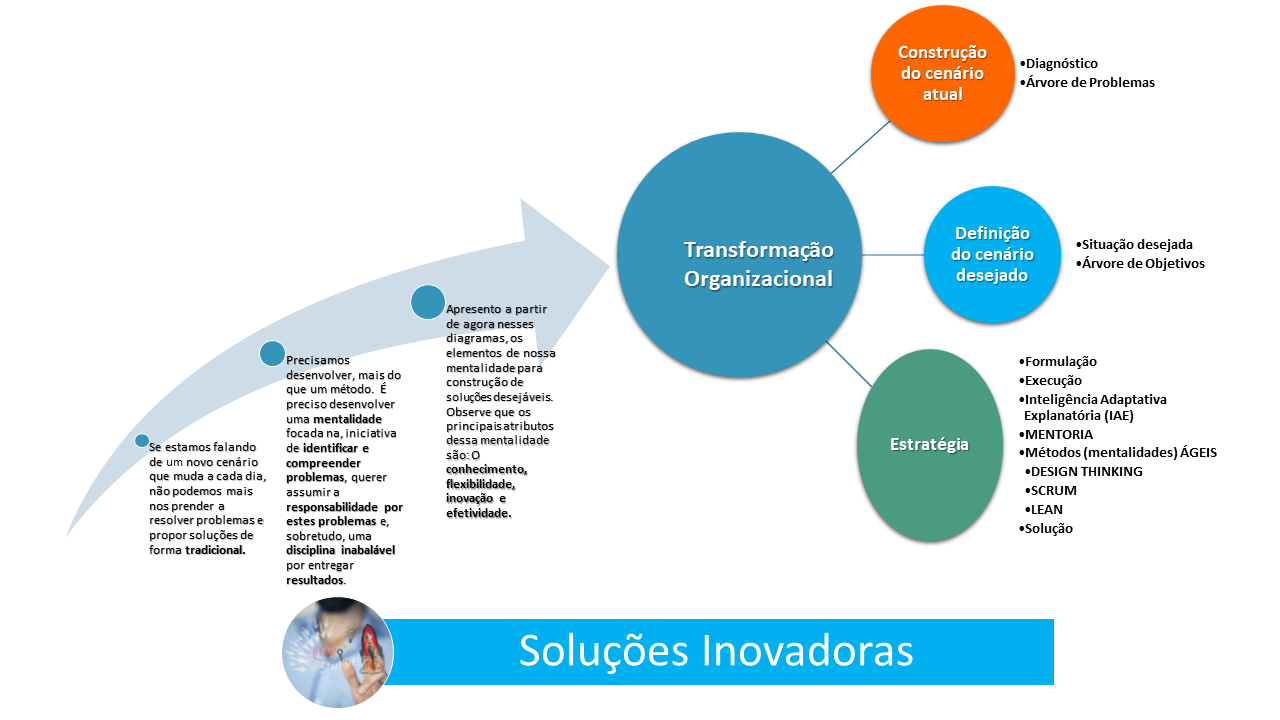 Se estamos falando
de um novo cenário
que muda a cada dia,
não podemos mais
nos prender a
resolver problemas e
propor soluções de
forma tradicional.
Precisamos
desenvolver, mais do
que um método. É
preciso desenvolver
uma mentalidade
focada na, iniciativa
de identificar e
compreender
problemas, querer
assumir a
responsabilidade por
estes problemas e,
sobretudo, uma
disciplina inabalável
por entregar
resultados.
Apresento a partir
de agora nesses
diagramas, os
elementos de nossa
mentalidade para
construção de
soluções desejáveis.
Observe que os
principais atributos
dessa mentalidade
são: O
conhecimento,
flexibilidade,
inovação e
efetividade.
Transformação
Organizacional
Construção
do cenário
atual
•Diagnóstico
•Árvore de Problemas
Definição
do cenário
desejado
•Situação desejada
•Árvore de Objetivos
Estratégia
•Formulação
•Execução
•Inteligência Adaptativa
Explanatória (IAE)
•MENTORIA
•Métodos (mentalidades) ÁGEIS
•DESIGN THINKING
•SCRUM
•LEAN
•Solução
Soluções Inovadoras